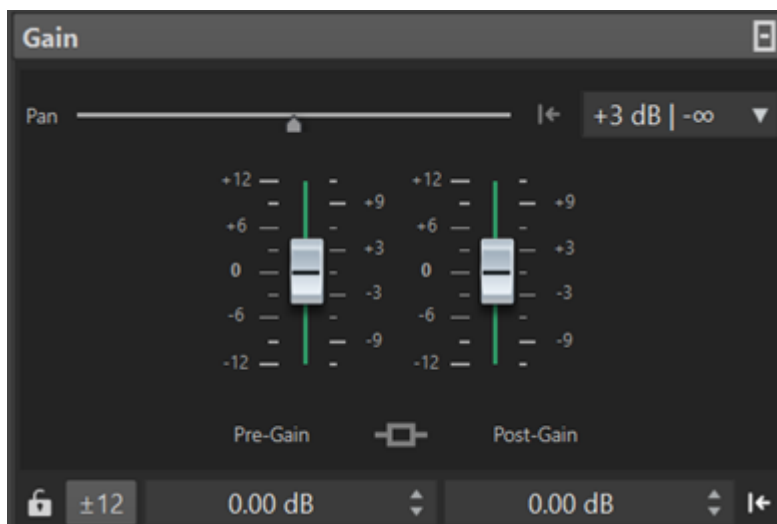 Gain
Pan +3 dB | -∞
+12 +12
+9 +9
+6 +6
+3 +3
0 0
-3 -3
-6 -6
-9 -9
-12 -12
Pre-Gain Post-Gain
±12 0.00 dB 0.00 dB